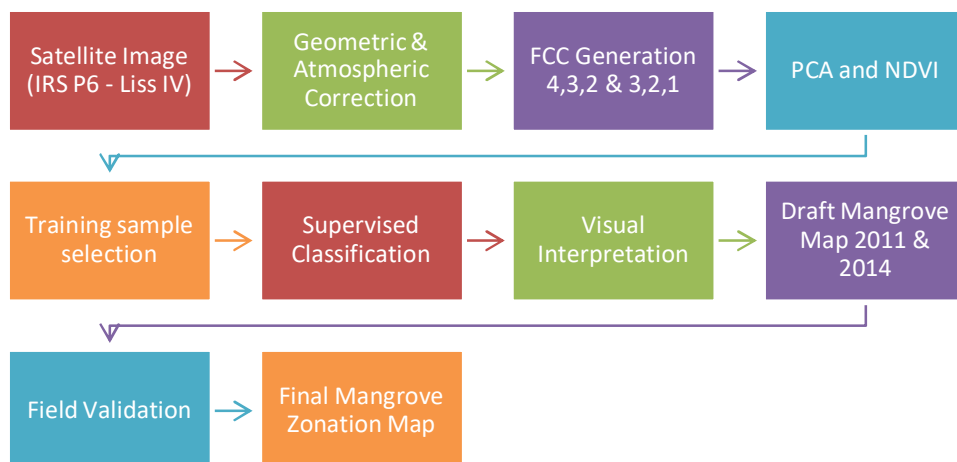 Satellite Image
(IRS P6 - Liss IV)
Geometric &
Atmospheric
Correction
FCC Generation
4,3,2 & 3,2,1
PCA and NDVI
Training sample
selection
Supervised
Classification
Visual
Interpretation
Draft Mangrove
Map 2011 &
2014
Field Validation
Final Mangrove
Zonation Map